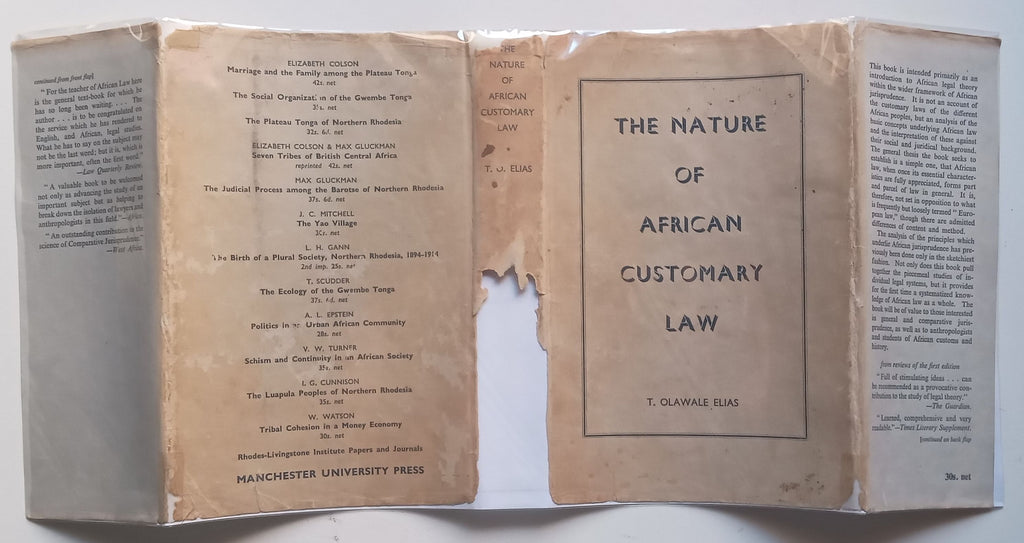 continued from front flap]
“For the teacher of African Law here
is the general text-book for which he
has so long been waiting. . . . The
author . . . is to be congratulated on
the service which he has rendered to
English, and African, legal studies.
What he has to say on the subject may
not be the last word; but it is, which is
more important, often the first word.”
—Law Quarterly Review.
“A valuable book to be welcomed
not only as advancing the study of an
important subject but as helping to
break down the isolation of lawyers and
anthropologists in this field.”—Africa.
“An outstanding contribution in the
science of Comparative Jurisprudence.”
—West Africa.
ELIZABETH COLSON
Marriage and the Family among the Plateau Tonga
42s. net
The Social Organization of the Gwembe Tonga
net
The Plateau Tonga of Northern Rhodesia
32s. 6d. net
ELIZABETH COLSON & MAX GLUCKMAN
Seven Tribes of British Central Africa
reprinted 42s. net
MAX GLUCKMAN
The Judicial Process among the Barotse of Northern Rhodesia
37s. 6d. net
J. C. MITCHELL
The Yao Village
net
L. H. GANN
The Birth of a Plural Society, Northern Rhodesia, 1894-1914
2nd imp. 25s. net
T. SCUDDER
The Ecology of the Gwembe Tonga
37s. 6d. net
A. L. EPSTEIN
Politics in an Urban African Community
28s. net
V. W. TURNER
Schism and Continuity in an African Society
35s. net
I. G. CUNNISON
The Luapula Peoples of Northern Rhodesia
35s. net
W. WATSON
Tribal Cohesion in a Money Economy
30s. net
Rhodes-Livingstone Institute Papers and Journals
MANCHESTER UNIVERSITY PRESS
THE
NATURE
OF
AFRICAN
CUSTOMARY
LAW
T. O. ELIAS
THE NATURE
OF
AFRICAN
CUSTOMARY
LAW
T. OLAWALE ELIAS
This book is intended primarily as an
introduction to African legal thought
within the wider framework of African
jurisprudence. It is not an account of
the customary laws of the different
African peoples, but an analysis of the
basic concepts underlying African law
and the interpretation of these against
their social and juridical background.
The general thesis the book seeks to
establish is a simple one, that African
law, when once its essential character-
istics are fully appreciated, forms part
and parcel of law in general. It is,
therefore, not set in opposition to what
is frequently but loosely termed “Euro-
pean law,” though there are admitted
differences of content and method.
The analysis of the principles which
underlie African jurisprudence has pre-
viously been done only in the sketchiest
fashion. Not only does this book pull
together the piecemeal studies of in-
dividual legal systems, but it provides
for the first time a systematized know-
ledge of African law as a whole. The
book will be of value to those interested
in general and comparative juris-
prudence, as well as to anthropologists
and students of African customs and
history.
from reviews of the first edition
“Full of stimulating ideas . . . can
be recommended as a provocative con-
tribution to the study of legal theory.”
—The Guardian.
“Learned, comprehensive and very
readable.”—Times Literary Supplement.
[continued on back flap
30s. net